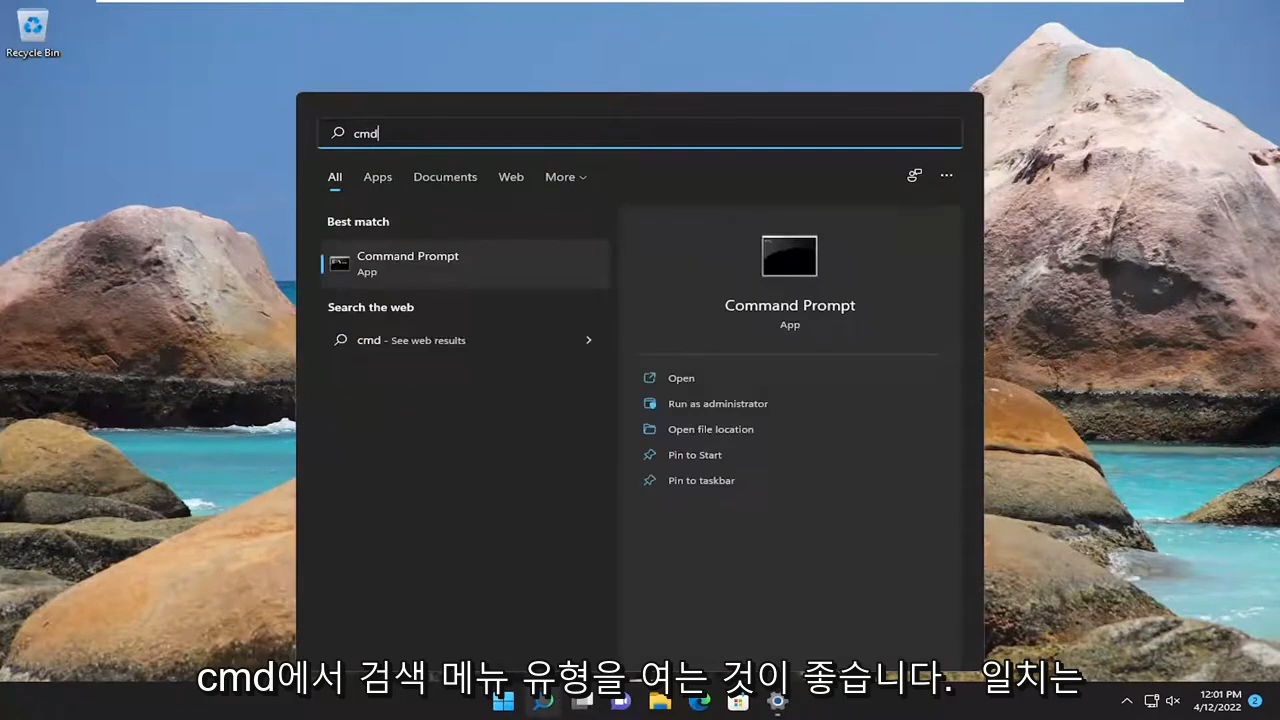 Recycle Bin
cmd
All Apps Documents Web More
Best match
Command Prompt
App
Search the web
cmd - See web results
Command Prompt
App
Open
Run as administrator
Open file location
Pin to Start
Pin to taskbar
cmd에서 검색 메뉴 유형을 여는 것이 좋습니다. 일치는
12:01 PM
4/12/2022
2